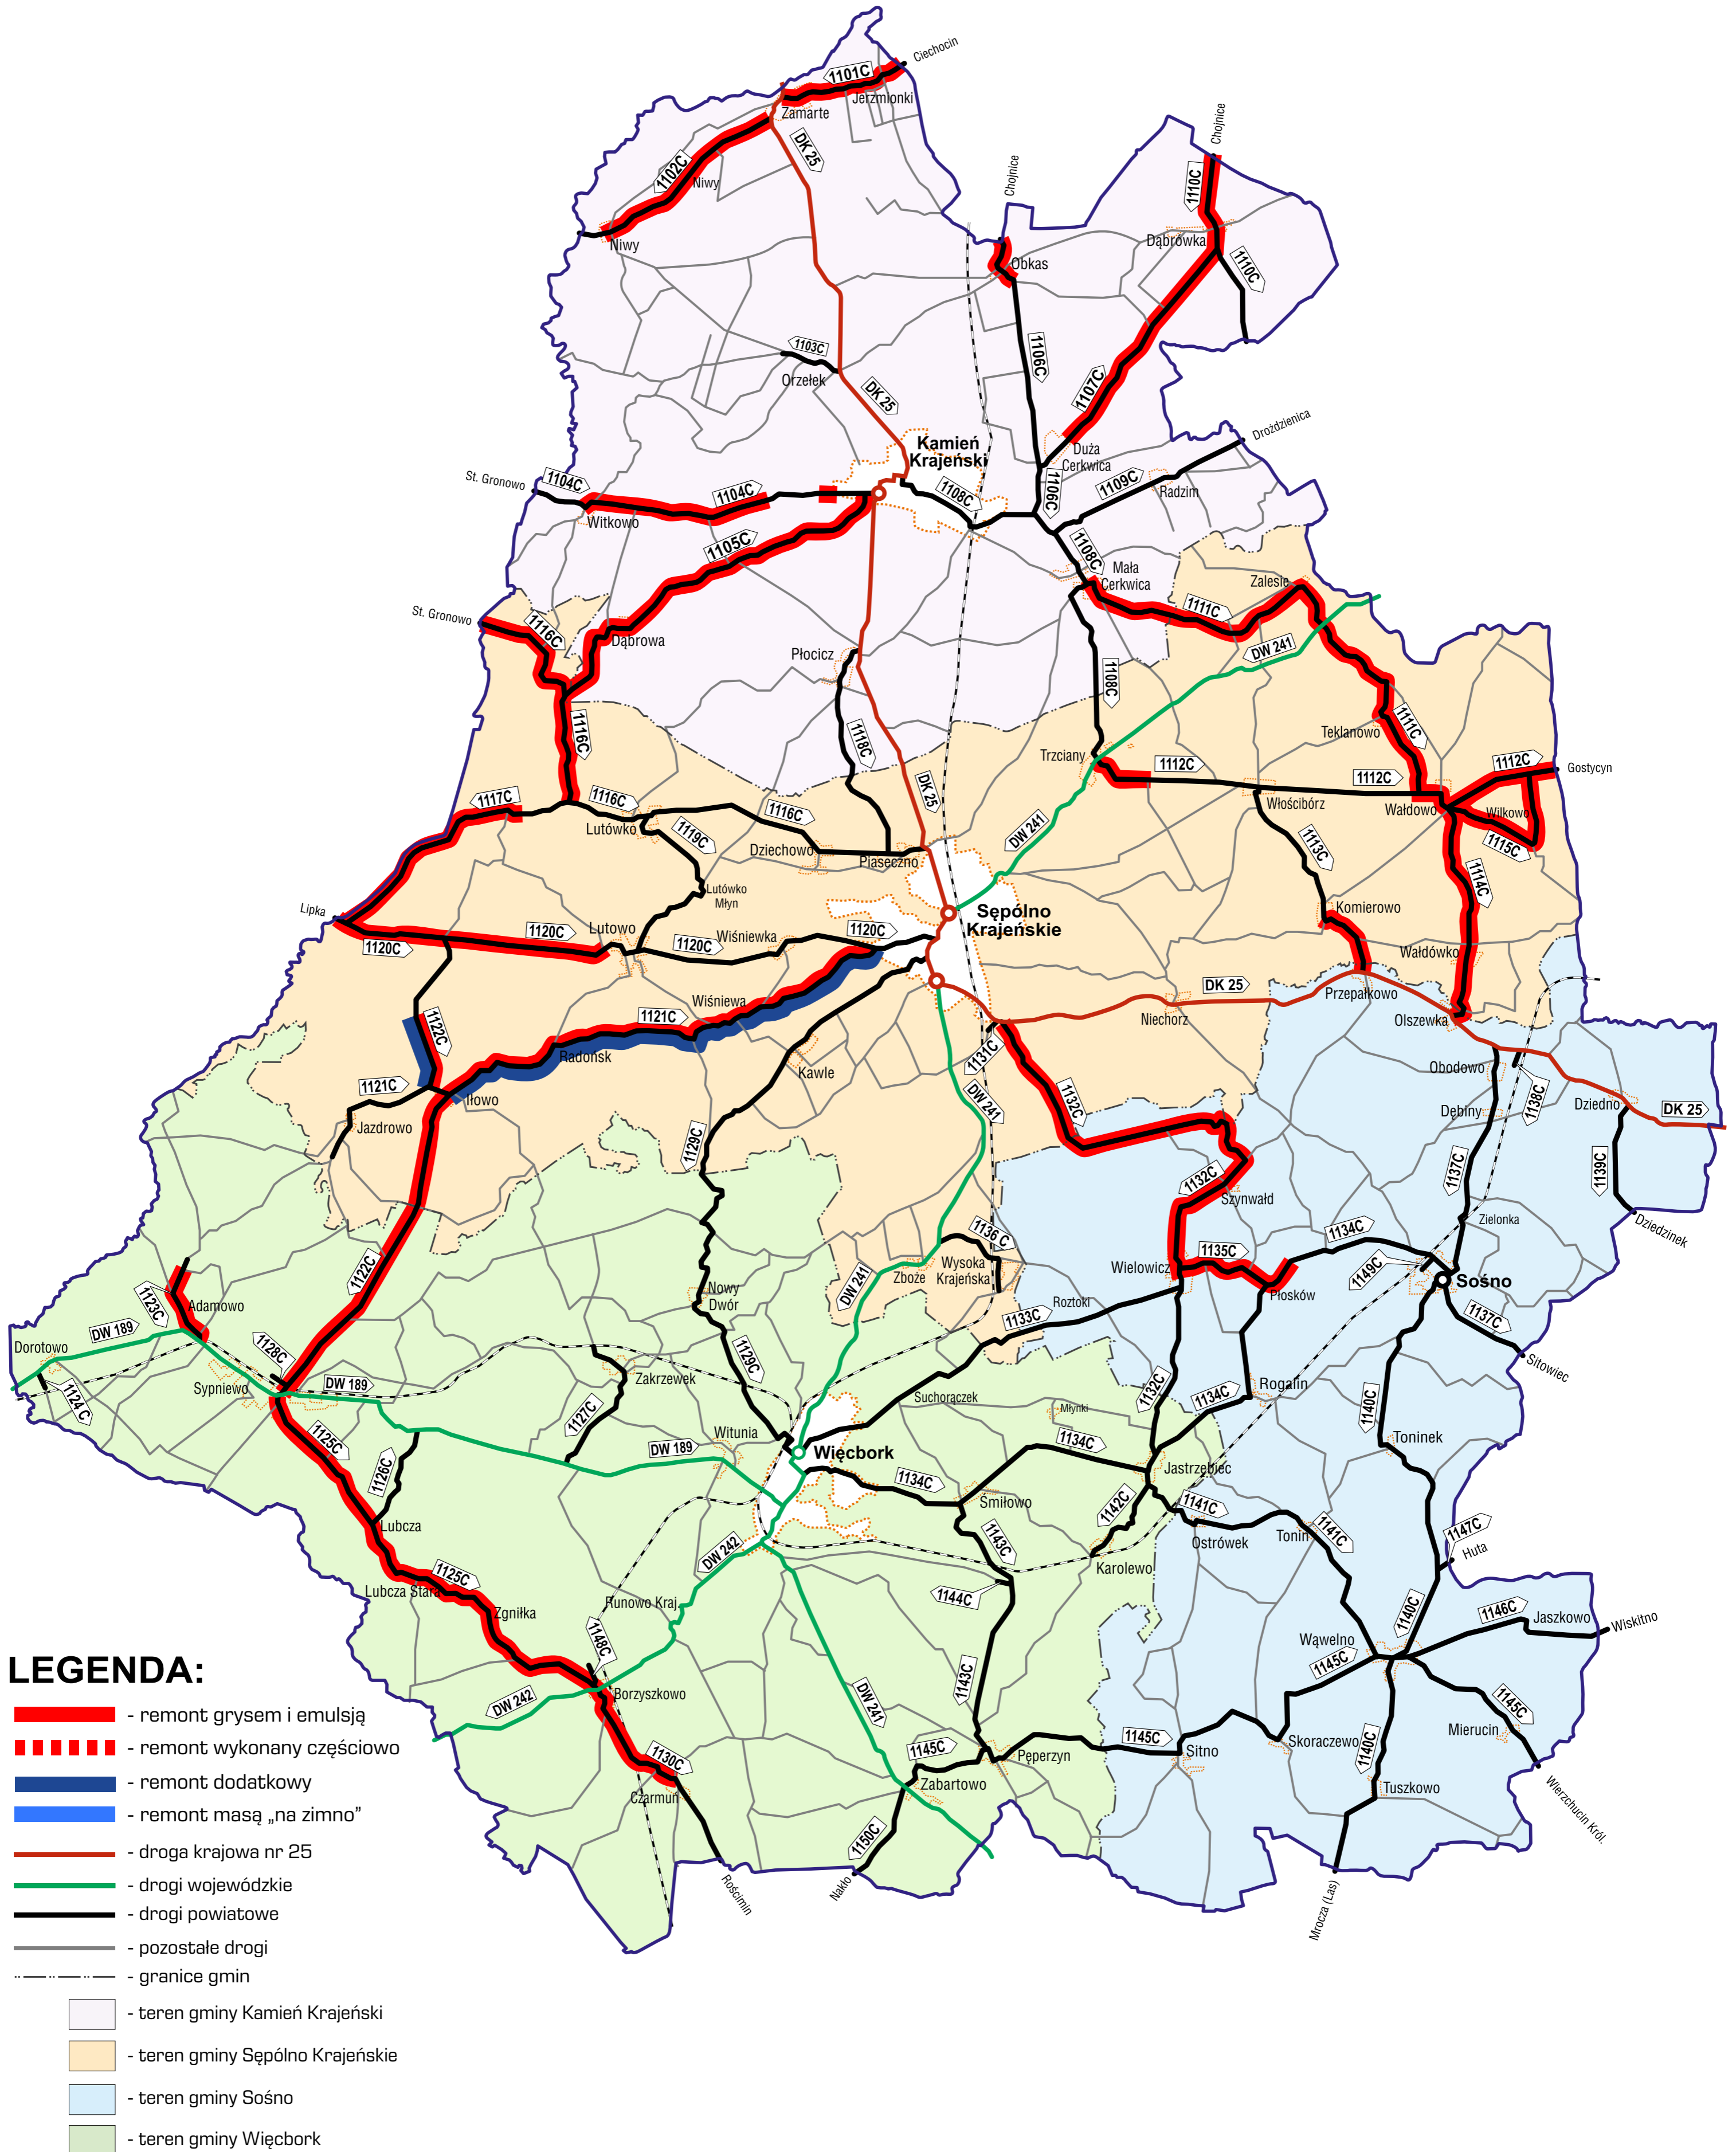 Ciechocin
1101C
Jerzmionki
Zamarte
DK 25
1102C
Niwy
Niwy
Chojnice
Chojnice
1110C
Dąbrówka
Obkas
1110C
1103C
Orzełek
1106C
DK 25
1107C
Kamień
Krajeński
Duża
Cerkwica
Drożdzienica
St. Gronowo
1104C
1104C
1108C
1106C
1109C
Radzim
Witkowo
1105C
1108C
Mała
Cerkwica
Zalesie
St. Gronowo
1116C
Dąbrowa
1111C
Płocicz
DW 241
1108C
1116C
1118C
Teklanowo
1111C
Trzciany
1112C
1112C
1112C
Gostycyn
DK 25
1117C
1116C
1116C
Włościbórz
Wałdowo
Wilkowo
Lutówko
1119C
Dziechowo
Piaseczno
DW 241
1113C
1115C
1114C
Lutówko
Młyn
Lipka
Sępólno
Krajeńskie
Komierowo
1120C
1120C
Lutowo
1120C
Wiśniewka
1120C
Wałdówko
DK 25
Przepałkowo
Wiśniewa
1121C
Niechorz
Olszewka
1122C
Radońsk
1131C
Kawle
Obodowo
1138C
1121C
Iłowo
DW 241
1132C
Dębiny
Dziedno
DK 25
Jazdrowo
1129C
1137C
1139C
1132C
Szynwałd
Zielonka
Dziedzinek
1136 C
1134C
1135C
Wysoka
Krajeńska
Zboże
Wielowicz
1149C
Sośno
1122C
DW 241
Nowy
Dwór
Roztoki
Płosków
1123C
Adamowo
1133C
1137C
DW 189
Dorotowo
1128C
1129C
Sitowiec
Zakrzewek
Sypniewo
DW 189
1124 C
Suchorączek
1132C
1134C
Rogalin
Młynki
1140C
1127C
1125C
Witunia
DW 189
Więcbork
1134C
Toninek
1126C
1134C
Jastrzębiec
Śmiłowo
1142C
1141C
Lubcza
1143C
Ostrówek
Tonin
1141C
1147C
Huta
DW 242
Karolewo
1125C
Lubcza Stara
1144C
Runowo Kraj.
Zgniłka
1140C
1146C
Jaszkowo
Wiskitno
1148C
Wąwelno
1145C
LEGENDA:
1143C
Borzyszkowo
DW 242
DW 241
1145C
Mierucin
- remont grysem i emulsją
1130C
1145C
1145C
Pęperzyn
Sitno
Skoraczewo
1140C
- remont wykonany częściowo
Zabartowo
Tuszkowo
Wierzchucin Król.
- remont dodatkowy
Czarmuń
- remont masą „na zimno”
1150C
- droga krajowa nr 25
Rościmin
Nakło
Mrocza (Las)
- drogi wojewódzkie
- drogi powiatowe
- pozostałe drogi
- granice gmin
- teren gminy Kamień Krajeński
- teren gminy Sępólno Krajeńskie
- teren gminy Sośno
- teren gminy Więcbork